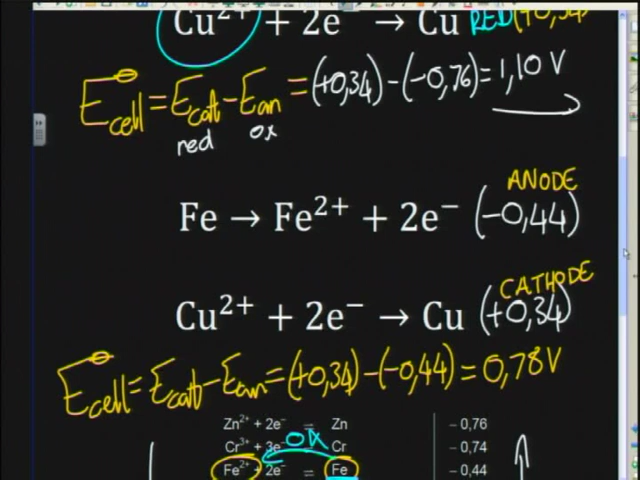 Cu²⁺ + 2e⁻ → Cu RED (+0,34)
E°cell = Ecat - Ean = (+0,34) - (-0,76) = 1,10 V
red ox
ANODE
Fe → Fe²⁺ + 2e⁻ (-0,44)
CATHODE
Cu²⁺ + 2e⁻ → Cu (+0,34)
E°cell = Ecat - Ean = (+0,34) - (-0,44) = 0,78V
Zn²⁺ + 2e⁻ = Zn - 0,76
OX
Cr³⁺ + 3e⁻ = Cr - 0,74
Fe²⁺ + 2e⁻ = Fe - 0,44